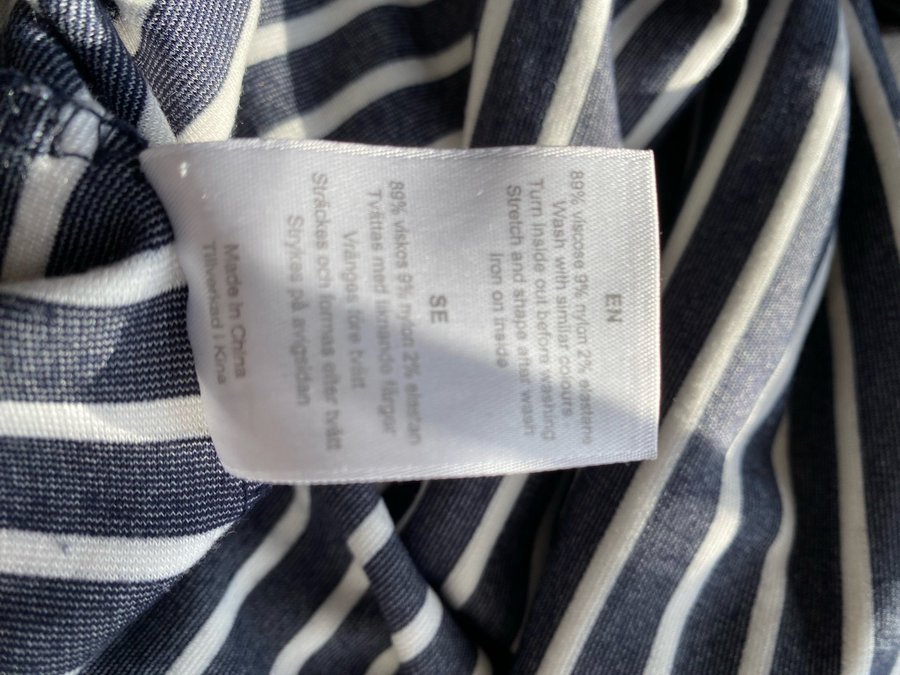 EN
89% viscose 9% nylon 2% elastane
Wash with similar colours
Turn inside out before washing
Stretch and shape after wash
Iron on inside
SE
89% viskos 9% nylon 2% elastan
Tvättas med liknande färger
Vränges före tvätt
Sträckes och formas efter tvätt
Strykes på avigsidan
Made in China
Tillverkad i Kina